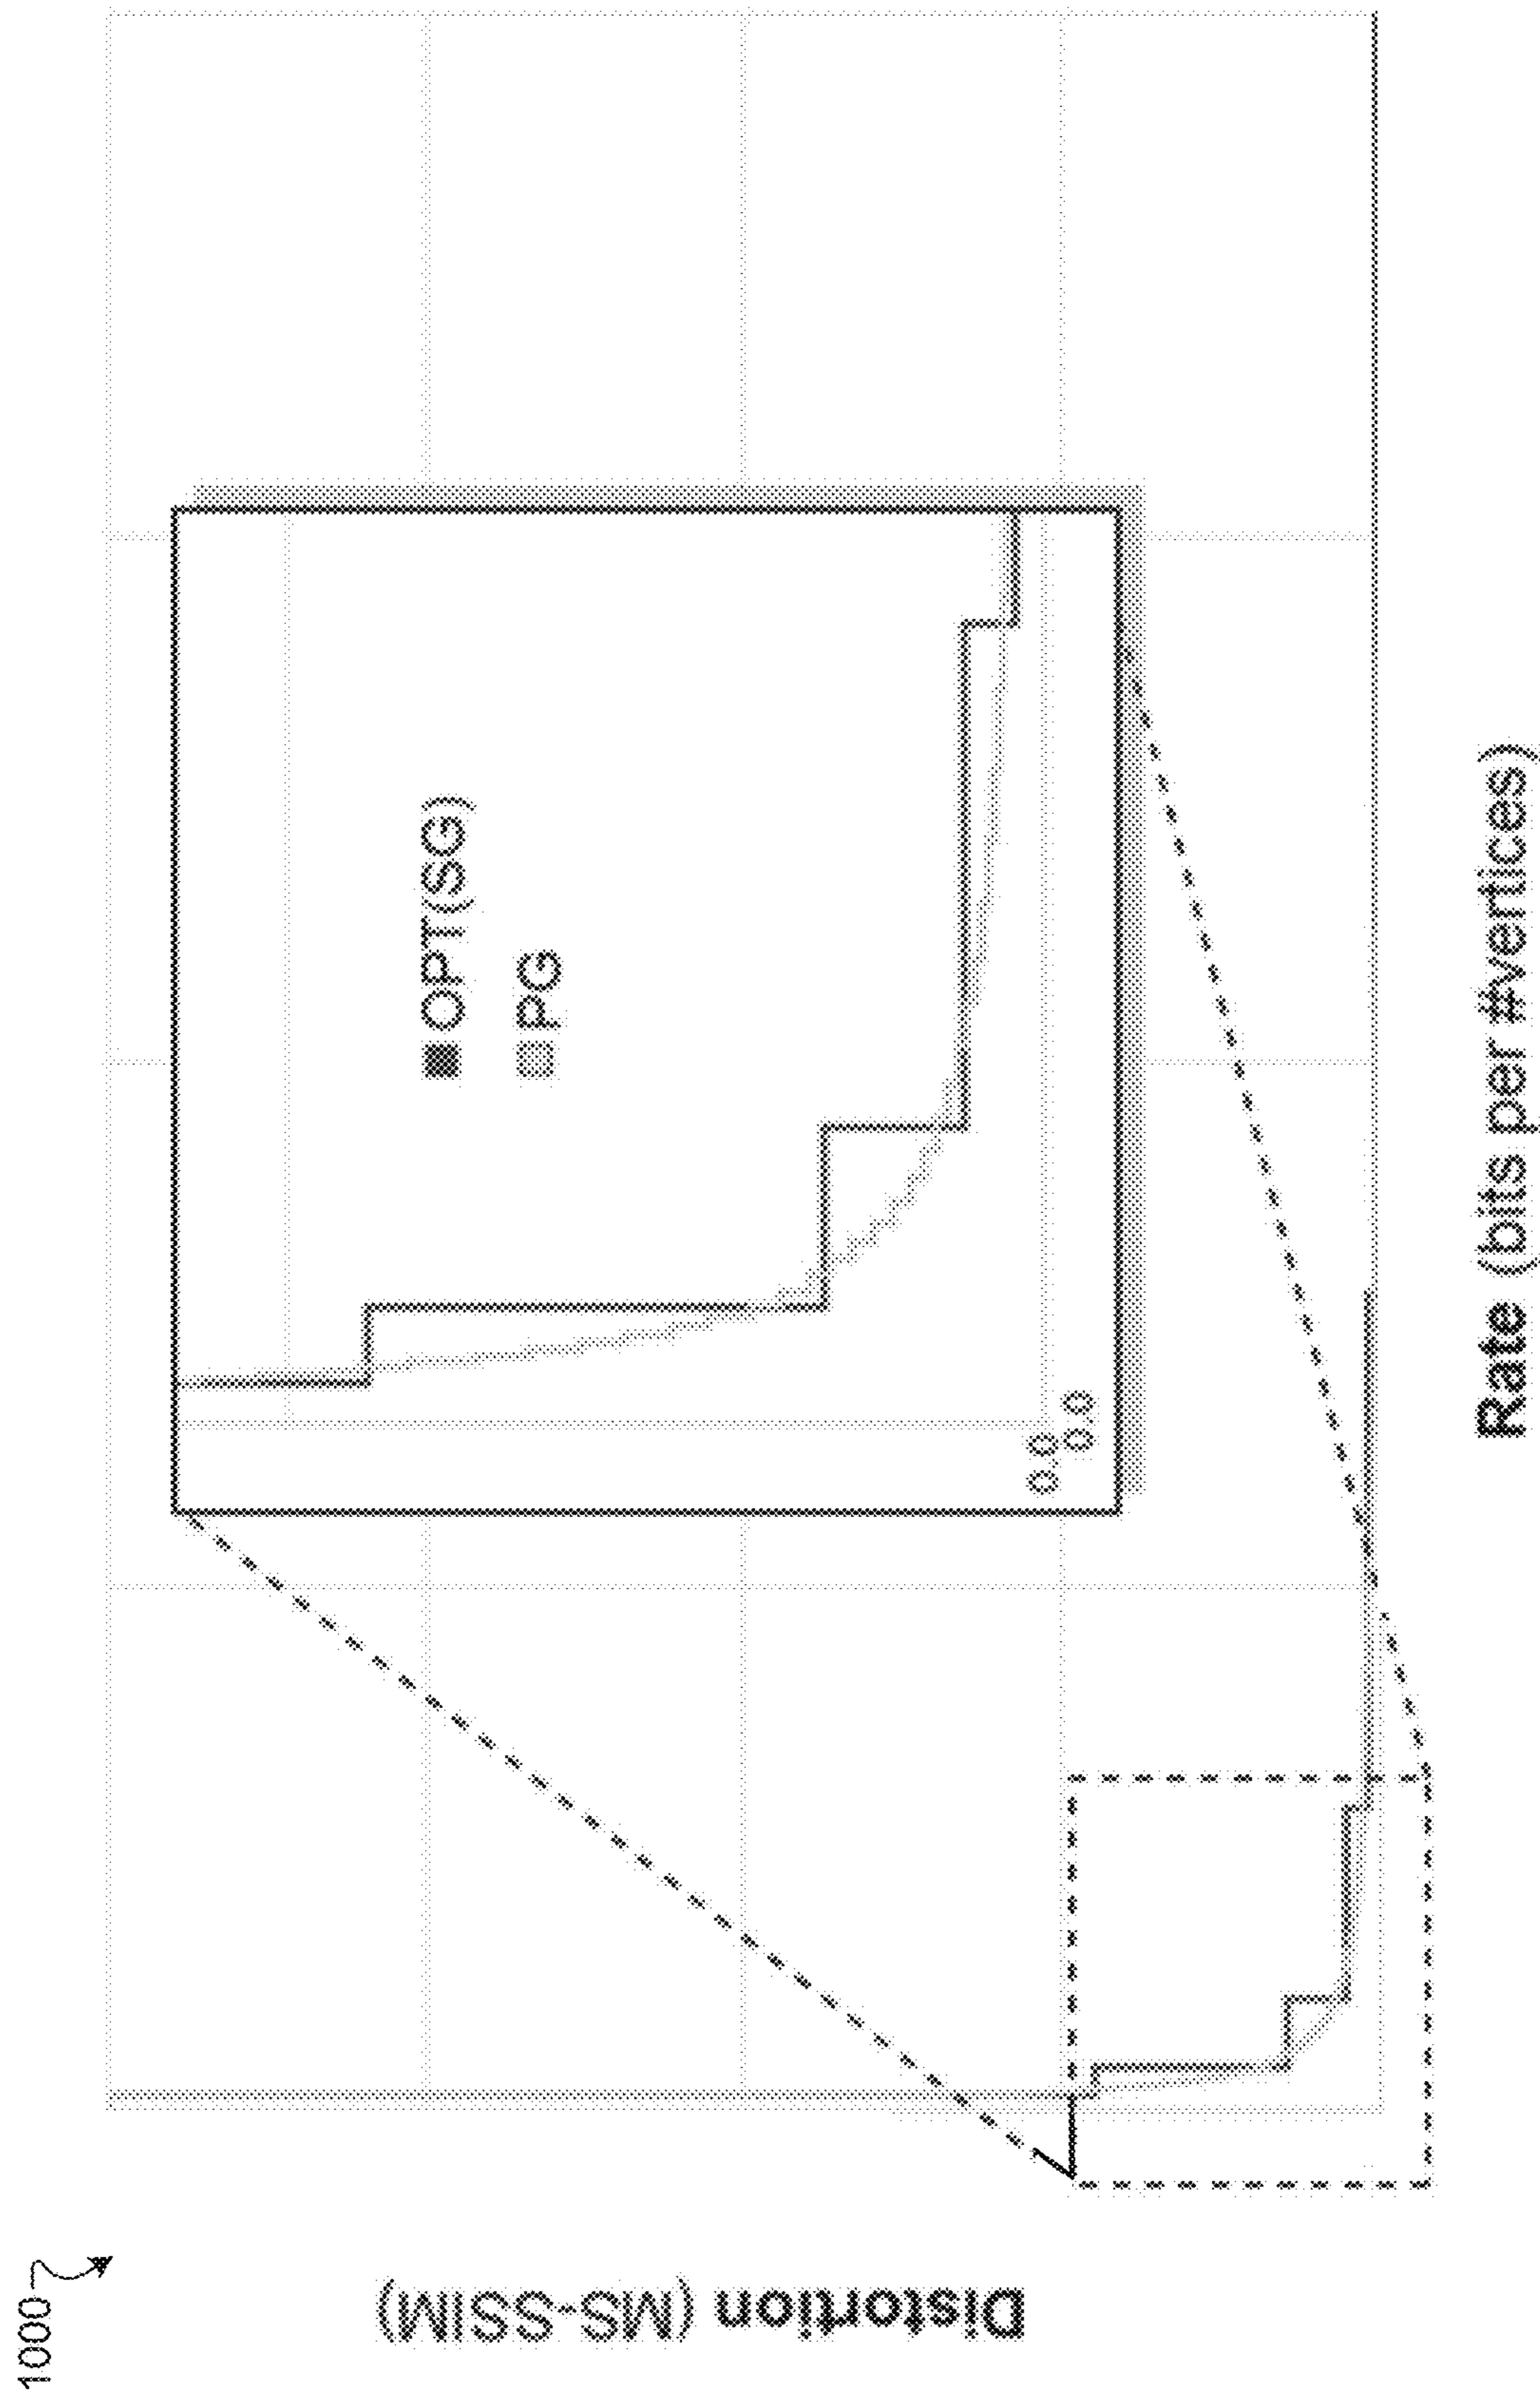 1000
Distortion (MS-SSIM)
OPT(SG)
PG
0.0
0.0
Rate (bits per #vertices)